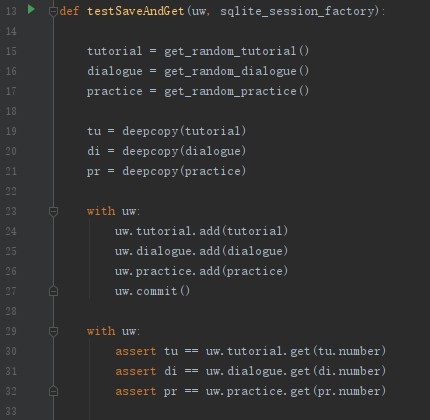 13 def testSaveAndGet(uw, sqlite_session_factory):
14
15 tutorial = get_random_tutorial()
16 dialogue = get_random_dialogue()
17 practice = get_random_practice()
18
19 tu = deepcopy(tutorial)
20 di = deepcopy(dialogue)
21 pr = deepcopy(practice)
22
23 with uw:
24 uw.tutorial.add(tutorial)
25 uw.dialogue.add(dialogue)
26 uw.practice.add(practice)
27 uw.commit()
28
29 with uw:
30 assert tu == uw.tutorial.get(tu.number)
31 assert di == uw.dialogue.get(di.number)
32 assert pr == uw.practice.get(pr.number)
33